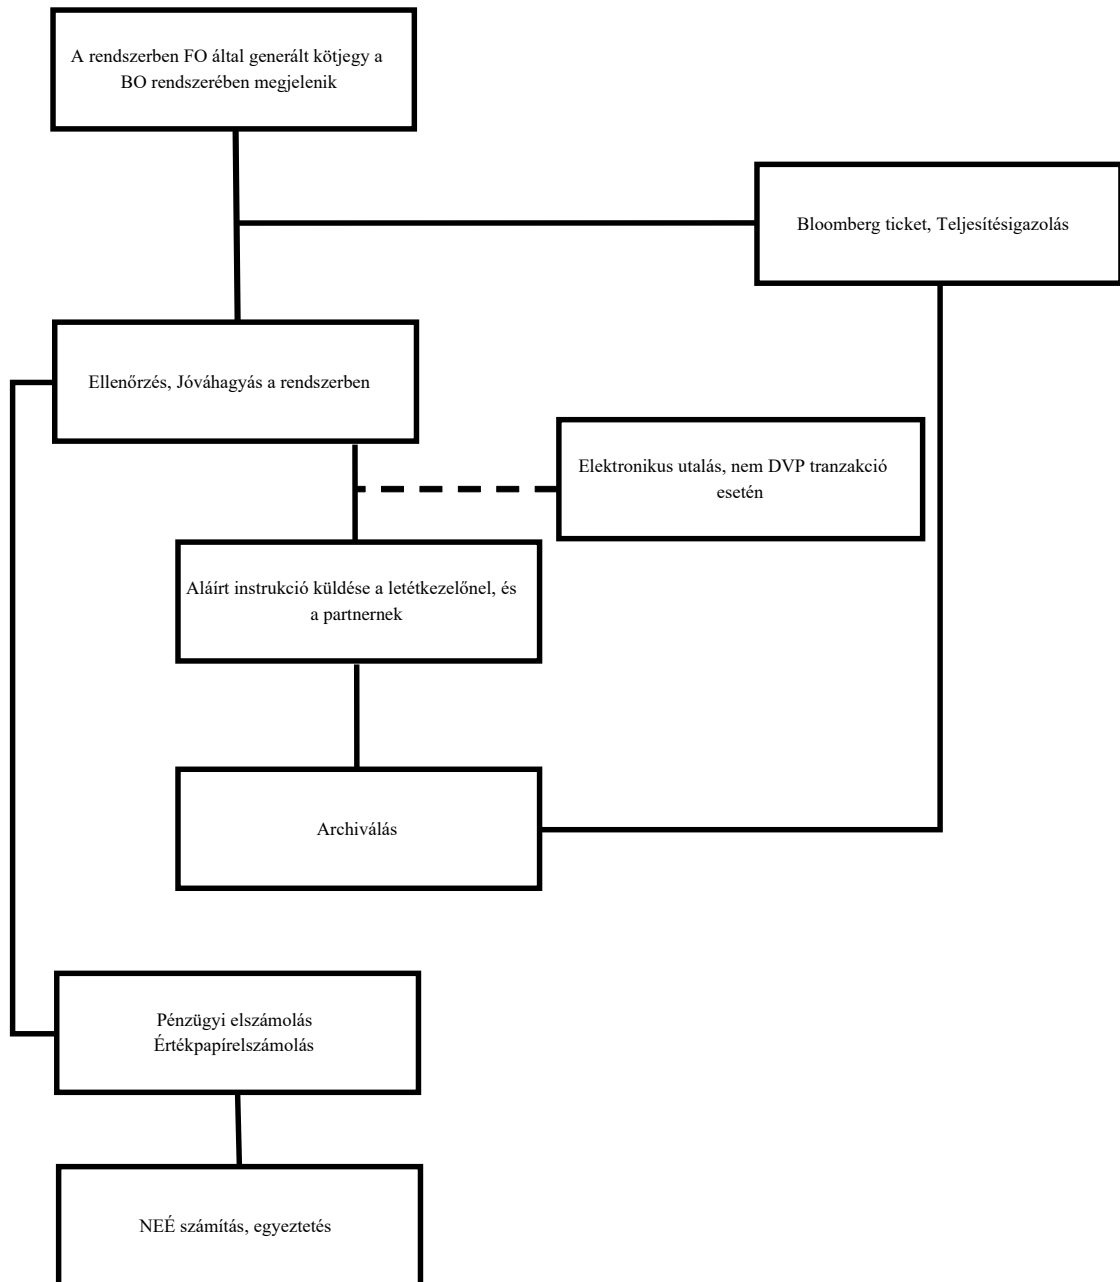 A rendszerben FO által generált kötjegy a
BO rendszerében megjelenik
Bloomberg ticket, Teljesítésigazolás
Ellenőrzés, Jóváhagyás a rendszerben
Elektronikus utalás, nem DVP tranzakció
esetén
Aláírt instrukció küldése a letétkezelőnel, és
a partnernek
Archiválás
Pénzügyi elszámolás
Értékpapírelszámolás
NEÉ számítás, egyeztetés